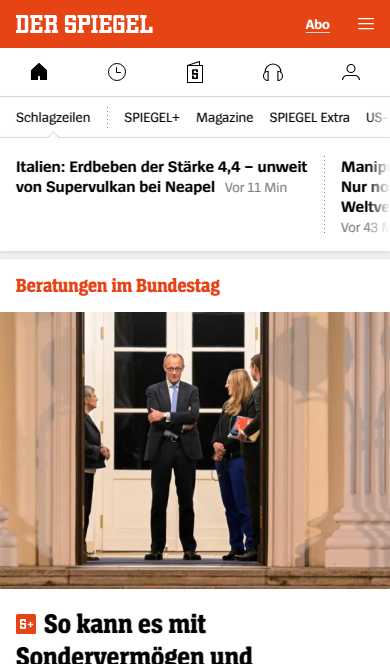 DER SPIEGEL
Abo
Schlagzeilen
SPIEGEL+
Magazine
SPIEGEL Extra
US-
Italien: Erdbeben der Stärke 4,4 – unweit
von Supervulkan bei Neapel Vor 11 Min
Manip
Nur no
Weltve
Vor 43 M
Beratungen im Bundestag
S+ So kann es mit
Sondervermögen und